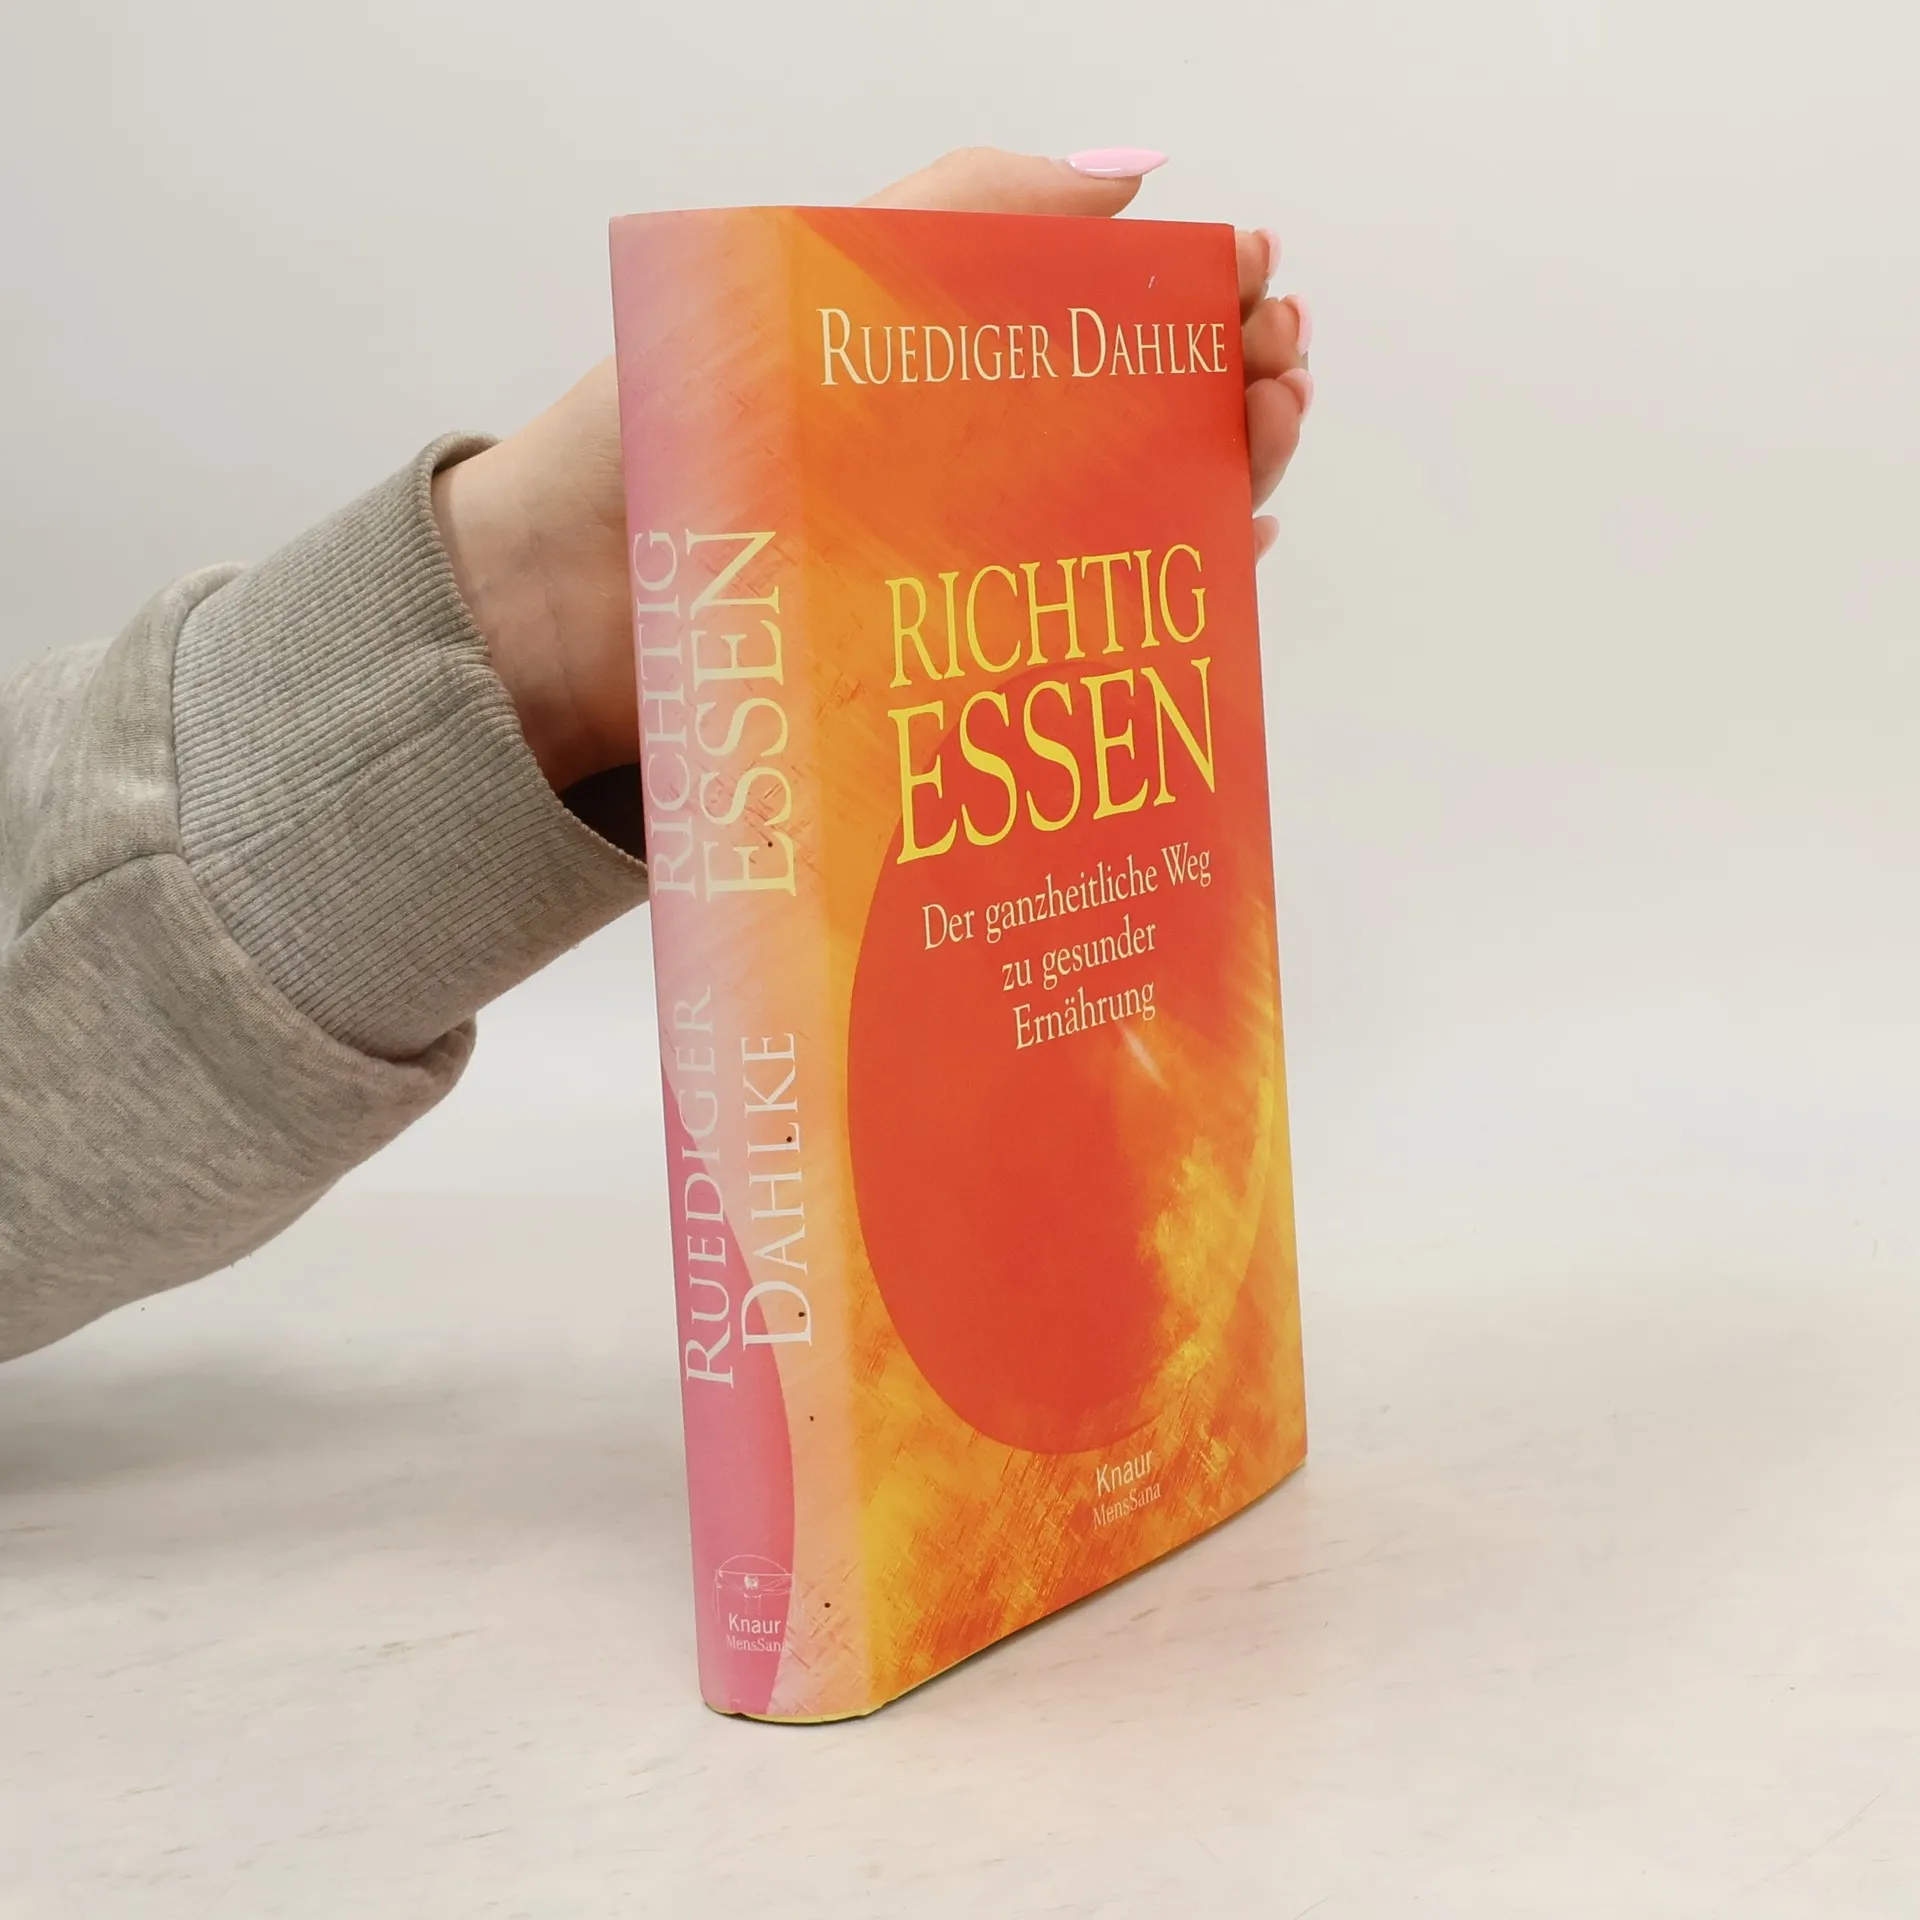 RUEDIGER DAHLKE
RICHTIG
ESSEN
Der ganzheitliche Weg
zu gesunder
Ernährung
Knaur
MensSana
RICHTIG
ESSEN
RUEDIGER
DAHLKE
Knaur
MensSana